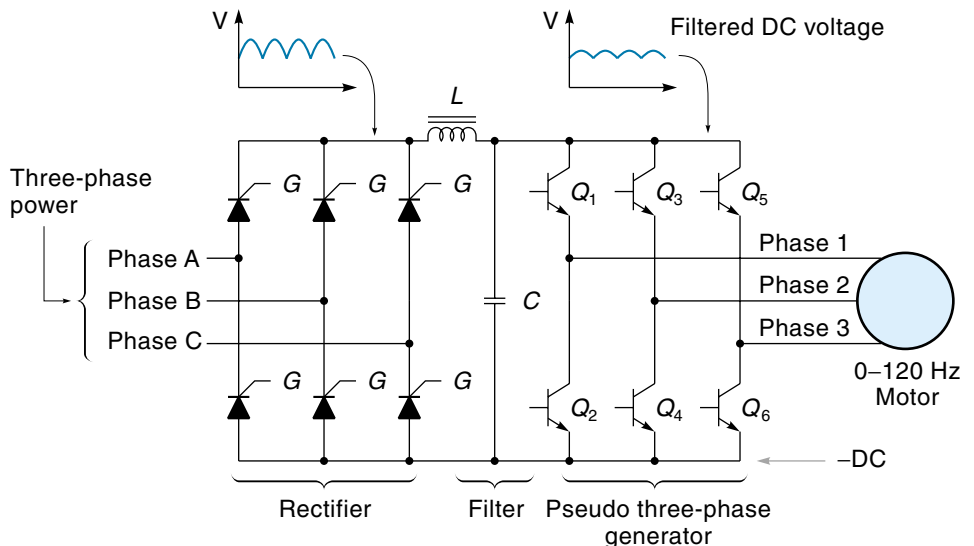 V
V
Filtered DC voltage
L
Three-phase
power
G
G
G
Q1
Q3
Q5
Phase A
Phase B
Phase C
C
Phase 1
Phase 2
Phase 3
0–120 Hz
Motor
G
G
G
Q2
Q4
Q6
–DC
Rectifier
Filter
Pseudo three-phase
generator